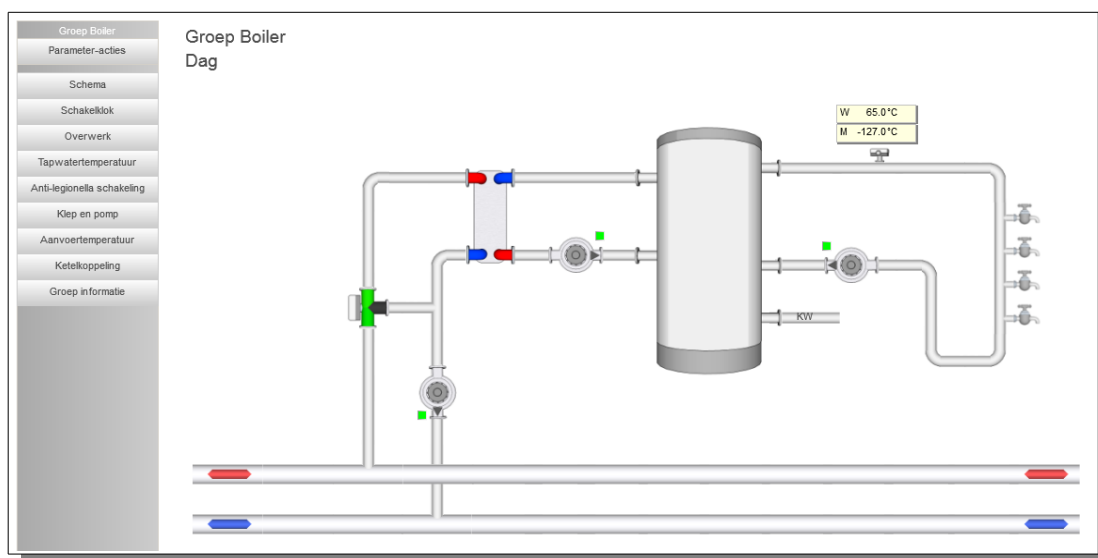 Groep Boiler
Parameter-acties
Schema
Schakelklok
Overwerk
Tapwatertemperatuur
Anti-legionella schakeling
Klep en pomp
Aanvoertemperatuur
Ketelkoppeling
Groep informatie
Groep Boiler
Dag
W 65.0°C
M -127.0°C
KW